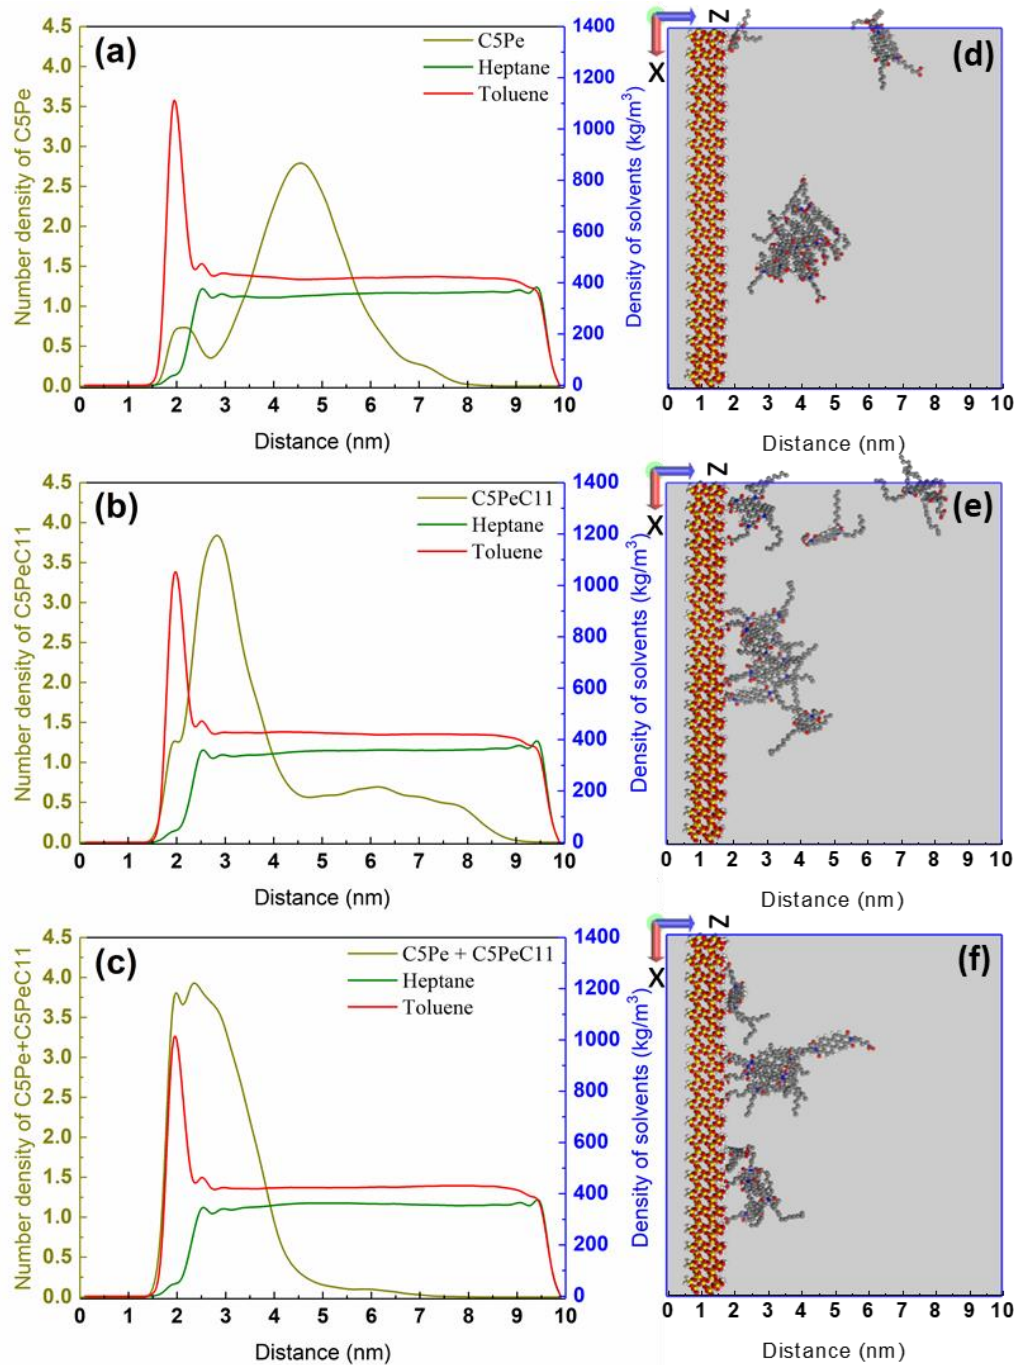 (a)
C5Pe
Heptane
Toluene
Number density of C5Pe
4.5
4.0
3.5
3.0
2.5
2.0
1.5
1.0
0.5
0.0
1400
1200
1000
800
600
400
200
0
Density of solvents (kg/m³)
0 1 2 3 4 5 6 7 8 9 10
Distance (nm)
(d)
Z
X
0 1 2 3 4 5 6 7 8 9 10
Distance (nm)
(b)
C5PeC11
Heptane
Toluene
Number density of C5PeC11
4.5
4.0
3.5
3.0
2.5
2.0
1.5
1.0
0.5
0.0
1400
1200
1000
800
600
400
200
0
Density of solvents (kg/m³)
0 1 2 3 4 5 6 7 8 9 10
Distance (nm)
(e)
Z
X
0 1 2 3 4 5 6 7 8 9 10
Distance (nm)
(c)
C5Pe + C5PeC11
Heptane
Toluene
Number density of C5Pe+C5PeC11
4.5
4.0
3.5
3.0
2.5
2.0
1.5
1.0
0.5
0.0
1400
1200
1000
800
600
400
200
0
Density of solvents (kg/m³)
0 1 2 3 4 5 6 7 8 9 10
Distance (nm)
(f)
Z
X
0 1 2 3 4 5 6 7 8 9 10
Distance (nm)